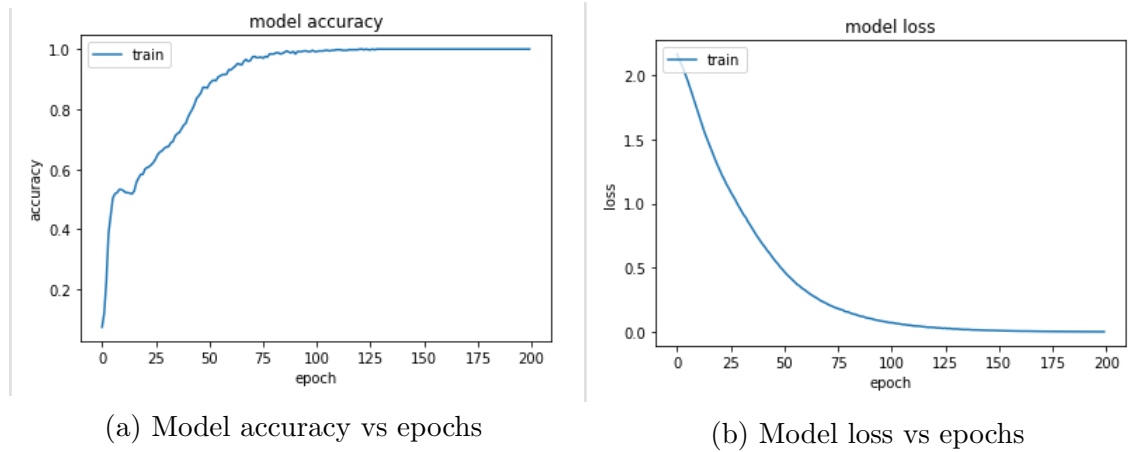 model accuracy
train
1.0
0.8
0.6
0.4
0.2
accuracy
0 25 50 75 100 125 150 175 200
epoch
(a) Model accuracy vs epochs
model loss
train
2.0
1.5
1.0
0.5
0.0
loss
0 25 50 75 100 125 150 175 200
epoch
(b) Model loss vs epochs